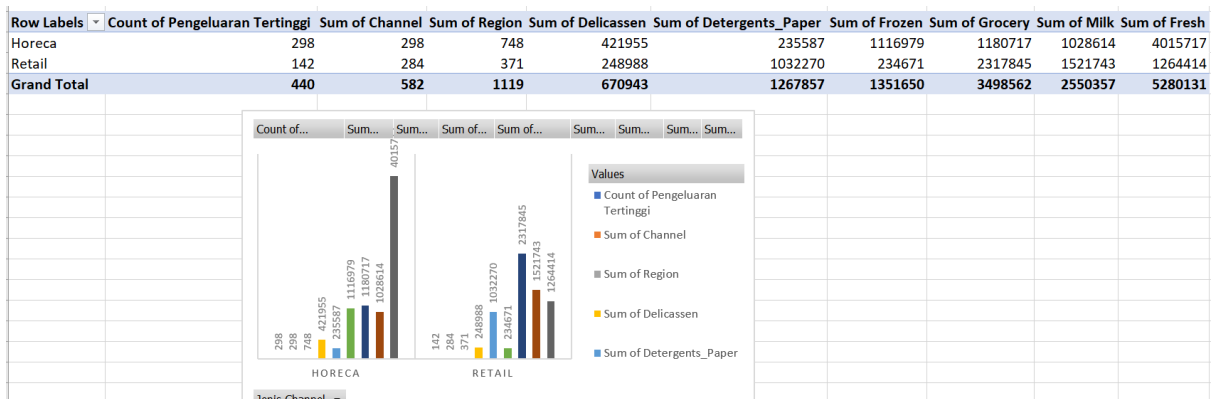 Row Labels Count of Pengeluaran Tertinggi Sum of Channel Sum of Region Sum of Delicassen Sum of Detergents_Paper Sum of Frozen Sum of Grocery Sum of Milk Sum of Fresh
Horeca 298 298 748 421955 235587 1116979 1180717 1028614 4015717
Retail 142 284 371 248988 1032270 234671 2317845 1521743 1264414
Grand Total 440 582 1119 670943 1267857 1351650 3498562 2550357 5280131
Count of... Sum... Sum... Sum of... Sum of... Sum... Sum... Sum... Sum...
298
298
748
421955
235587
1116979
1180717
1028614
40157
142
284
371
248988
1032270
234671
2317845
1521743
1264414
HORECA RETAIL
Values
Count of Pengeluaran
Tertinggi
Sum of Channel
Sum of Region
Sum of Delicassen
Sum of Detergents_Paper
Jenis Channel